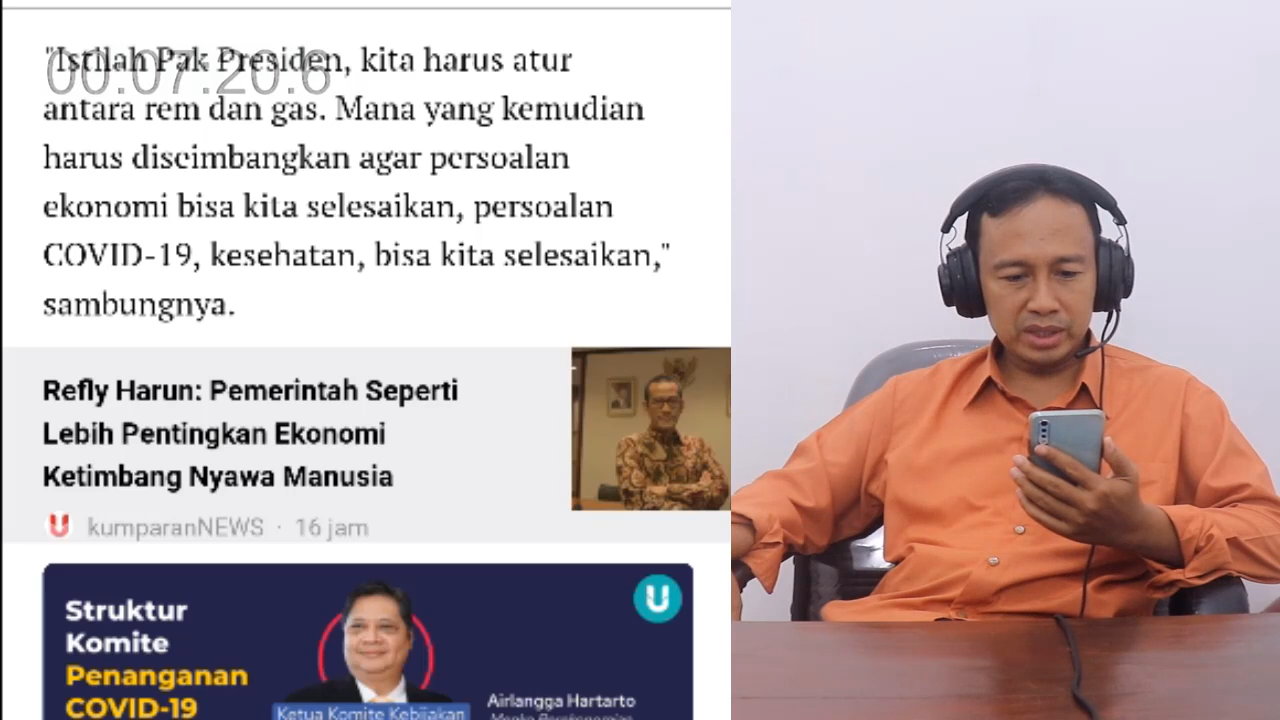 "Istilah Pak Presiden, kita harus atur
00:07:20.6
antara rem dan gas. Mana yang kemudian
harus diseimbangkan agar persoalan
ekonomi bisa kita selesaikan, persoalan
COVID-19, kesehatan, bisa kita selesaikan,"
sambungnya.
Refly Harun: Pemerintah Seperti
Lebih Pentingkan Ekonomi
Ketimbang Nyawa Manusia
kumparanNEWS · 16 jam
Struktur
Komite
Penanganan
COVID-19
Ketua Komite Kebijakan
Airlangga Hartarto